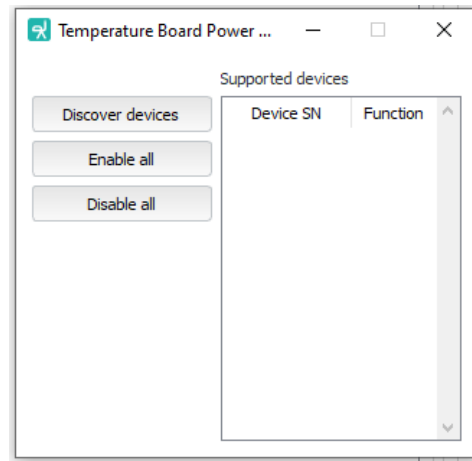 Temperature Board Power ...
Supported devices
Discover devices
Enable all
Disable all
Device SN Function